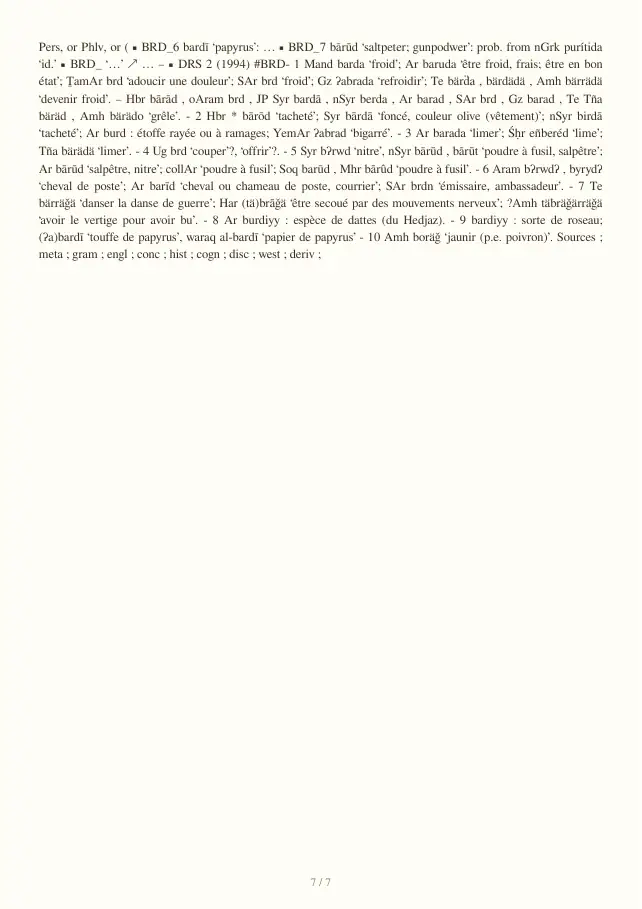 Pers, or Phlv, or ( ▪ BRD_6 bardī ‘papyrus’: … ▪ BRD_7 bārūd ‘saltpeter; gunpodwer’: prob. from nGrk purítida
‘id.’ ▪ BRD_ ‘…’ ↗ … – ▪ DRS 2 (1994) #BRD- 1 Mand barda ‘froid’; Ar baruda ‘être froid, frais; être en bon
état’; ṬamAr brd ‘adoucir une douleur’; SAr brd ‘froid’; Gz ʔabrada ‘refroidir’; Te bärda , bärdädä , Amh bärrädä
‘devenir froid’. – Hbr bārād , oAram brd , JP Syr bardā , nSyr berda , Ar barad , SAr brd , Gz barad , Te Tña
bäräd , Amh bärädo ‘grêle’. - 2 Hbr * bārōd ‘tacheté’; Syr bārdā ‘foncé, couleur olive (vêtement)’; nSyr birdā
‘tacheté’; Ar burd : étoffe rayée ou à ramages; YemAr ʔabrad ‘bigarré’. - 3 Ar barada ‘limer’; Śḥr eñberéd ‘lime’;
Tña bärädä ‘limer’. - 4 Ug brd ‘couper’?, ‘offrir’?. - 5 Syr bʔrwd ‘nitre’, nSyr bārūd , bārūt ‘poudre à fusil, salpêtre’;
Ar bārūd ‘salpêtre, nitre’; collAr ‘poudre à fusil’; Soq barūd , Mhr bārûd ‘poudre à fusil’. - 6 Aram bʔrwdʔ , byrydʔ
‘cheval de poste’; Ar barīd ‘cheval ou chameau de poste, courrier’; SAr brdn ‘émissaire, ambassadeur’. - 7 Te
bärräǧä ‘danser la danse de guerre’; Har (tä)brāǧä ‘être secoué par des mouvements nerveux’; ?Amh täbräǧärräǧä
‘avoir le vertige pour avoir bu’. - 8 Ar burdiyy : espèce de dattes (du Hedjaz). - 9 bardiyy : sorte de roseau;
(ʔa)bardī ‘touffe de papyrus’, waraq al-bardī ‘papier de papyrus’ - 10 Amh boräǧ ‘jaunir (p.e. poivron)’. Sources ;
meta ; gram ; engl ; conc ; hist ; cogn ; disc ; west ; deriv ;
7 / 7